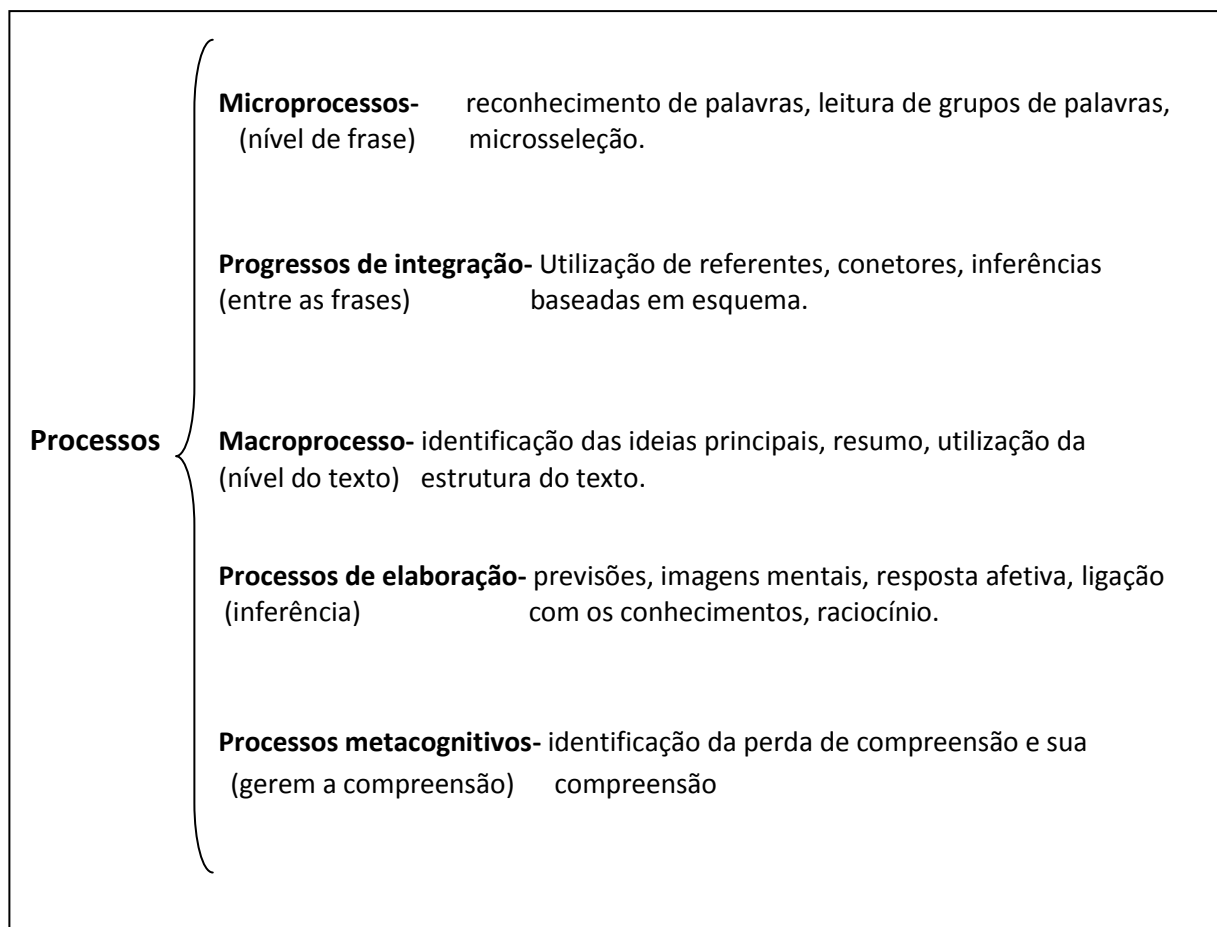 Microprocessos- reconhecimento de palavras, leitura de grupos de palavras,
(nível de frase) microsseleção.
Progressos de integração- Utilização de referentes, conetores, inferências
(entre as frases) baseadas em esquema.
Processos Macroprocesso- identificação das ideias principais, resumo, utilização da
(nível do texto) estrutura do texto.
Processos de elaboração- previsões, imagens mentais, resposta afetiva, ligação
(inferência) com os conhecimentos, raciocínio.
Processos metacognitivos- identificação da perda de compreensão e sua
(gerem a compreensão) compreensão